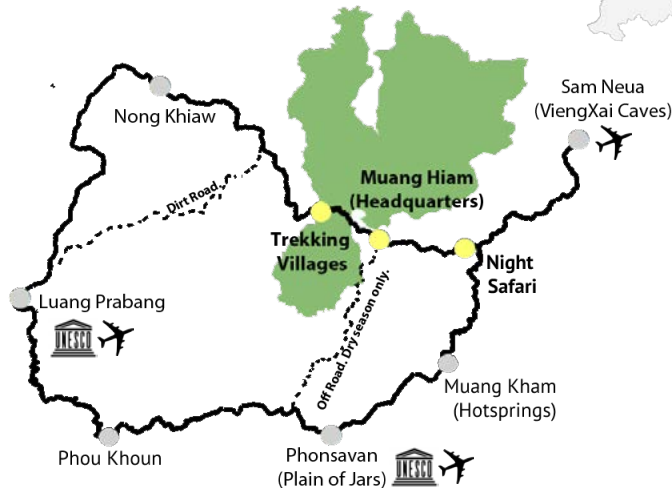 Sam Neua
(ViengXai Caves)
Nong Khiaw
Muang Hiam
(Headquarters)
Dirt Road.
Trekking
Villages
Night
Safari
Off Road. Dry season only.
Luang Prabang
UNESCO
Muang Kham
(Hotsprings)
Phou Khoun
Phonsavan
(Plain of Jars)
UNESCO